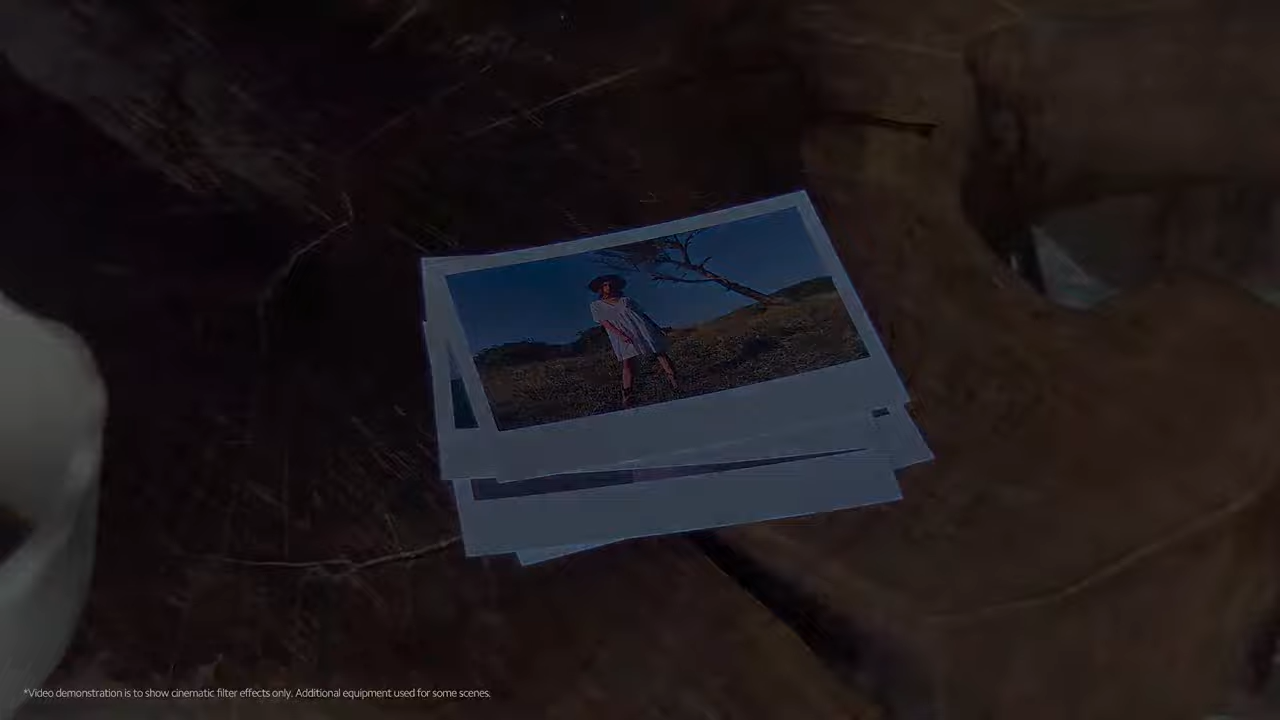 *Video demonstration is to show cinematic filter effects only. Additional equipment used for some scenes.